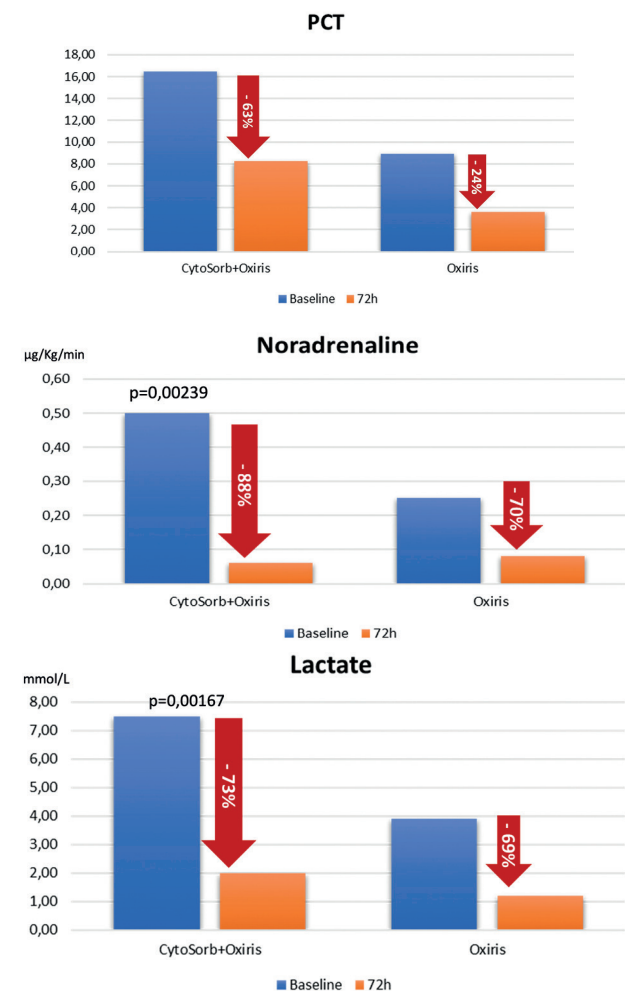 PCT
18,00
16,00
14,00
12,00
10,00
8,00
6,00
4,00
2,00
0,00
- 63%
- 24%
CytoSorb+Oxiris Oxiris
Baseline 72h
Noradrenaline
µg/Kg/min
0,60
0,50
0,40
0,30
0,20
0,10
0,00
p=0,00239
- 88%
- 70%
CytoSorb+Oxiris Oxiris
Baseline 72h
Lactate
mmol/L
8,00
7,00
6,00
5,00
4,00
3,00
2,00
1,00
0,00
p=0,00167
- 73%
- 69%
CytoSorb+Oxiris Oxiris
Baseline 72h